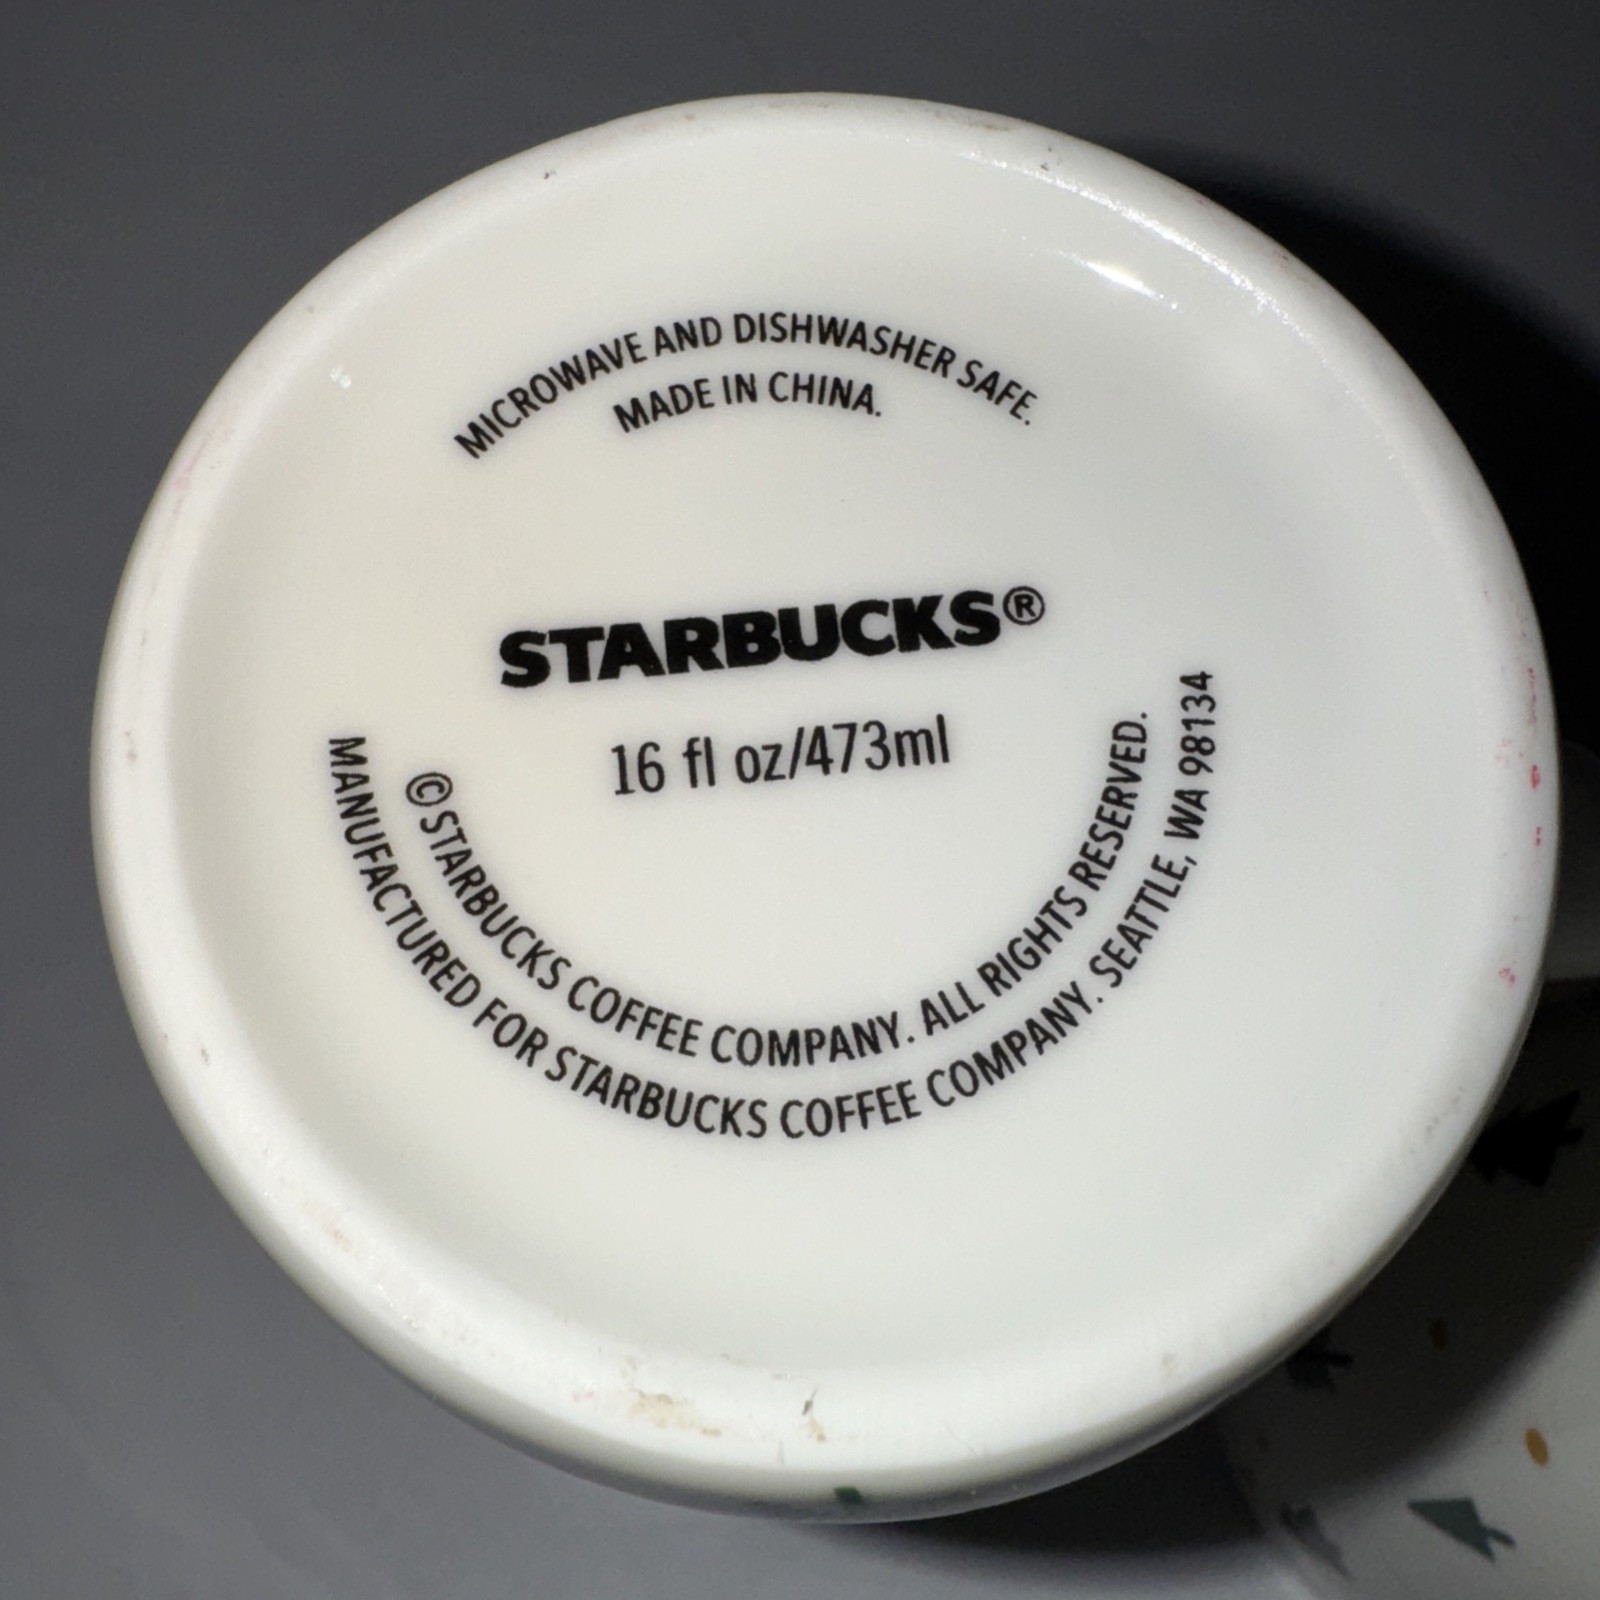 MICROWAVE AND DISHWASHER SAFE.
MADE IN CHINA.
STARBUCKS®
16 fl oz/473ml
©STARBUCKS COFFEE COMPANY. ALL RIGHTS RESERVED.
MANUFACTURED FOR STARBUCKS COFFEE COMPANY. SEATTLE, WA 98134